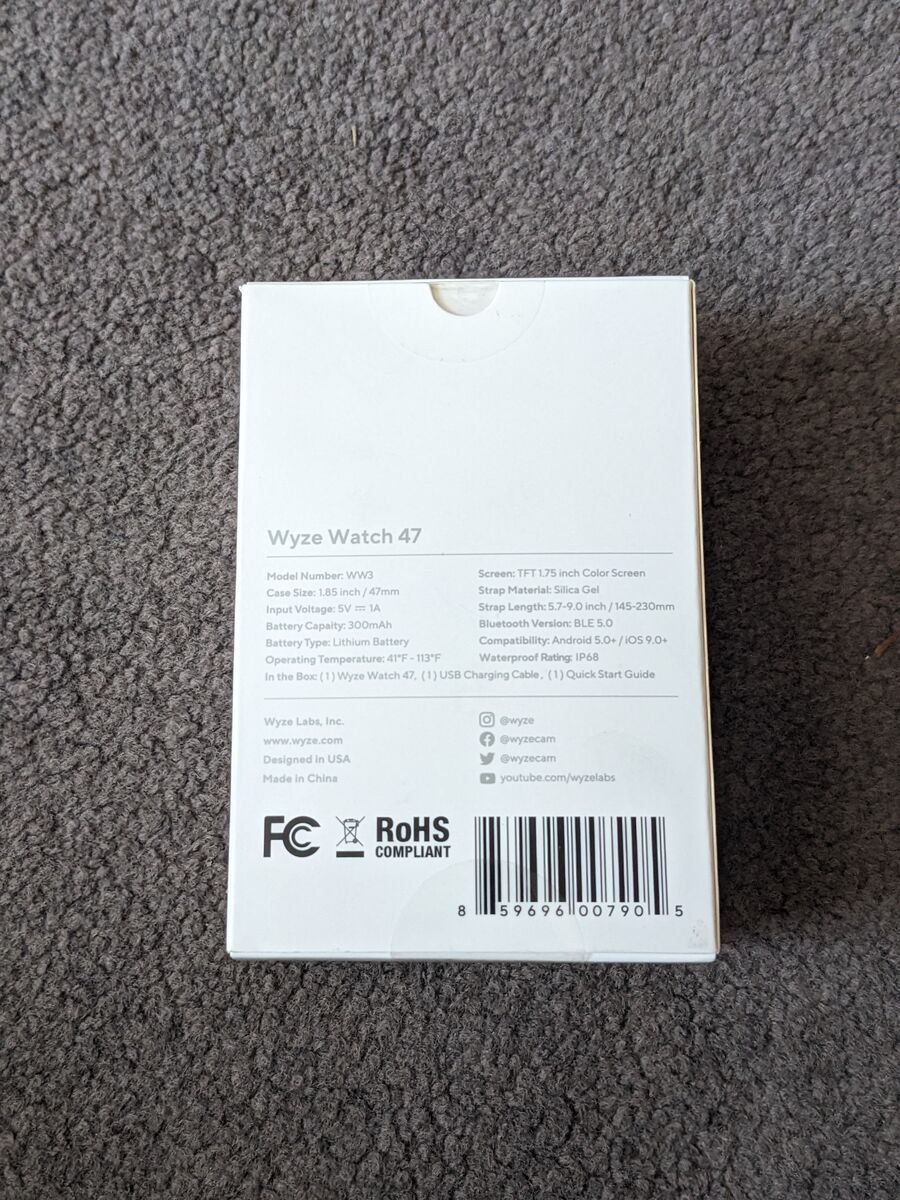 Wyze Watch 47
Model Number: WW3
Case Size: 1.85 inch / 47mm
Input Voltage: 5V ⎓ 1A
Battery Capaity: 300mAh
Battery Type: Lithium Battery
Operating Temperature: 41°F - 113°F
Screen: TFT 1.75 inch Color Screen
Strap Material: Silica Gel
Strap Length: 5.7-9.0 inch / 145-230mm
Bluetooth Version: BLE 5.0
Compatibility: Android 5.0+ / iOS 9.0+
Waterproof Rating: IP68
In the Box: (1) Wyze Watch 47, (1) USB Charging Cable, (1) Quick Start Guide
Wyze Labs, Inc.
www.wyze.com
Designed in USA
Made in China
@wyze
@wyzecam
@wyzecam
youtube.com/wyzelabs
FC
RoHS
COMPLIANT
8 59696 00790 5